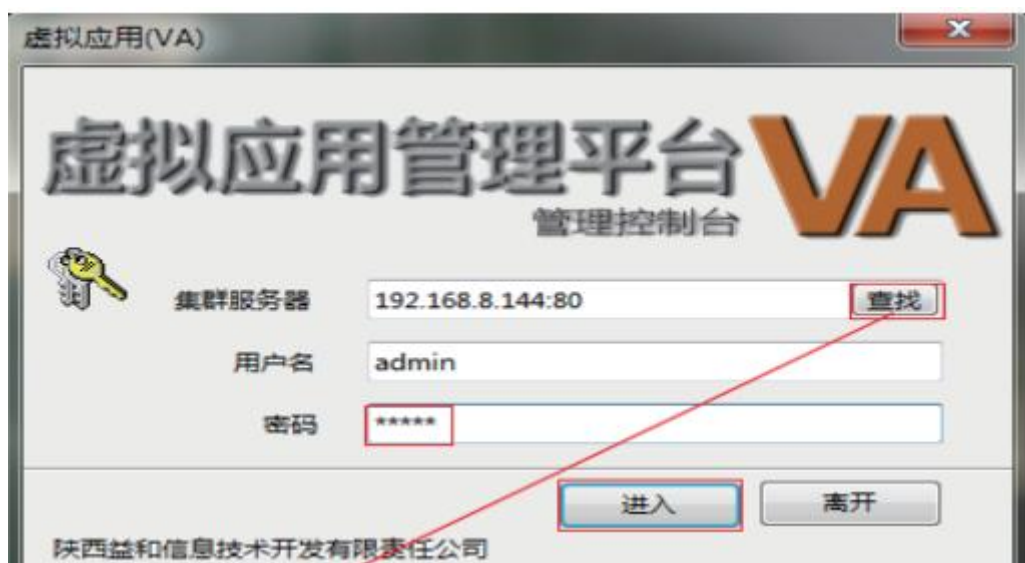 虚拟应用(VA)
虚拟应用管理平台 VA
管理控制台
集群服务器 192.168.8.144:80 查找
用户名 admin
密码 *****
进入 离开
陕西益和信息技术开发有限责任公司